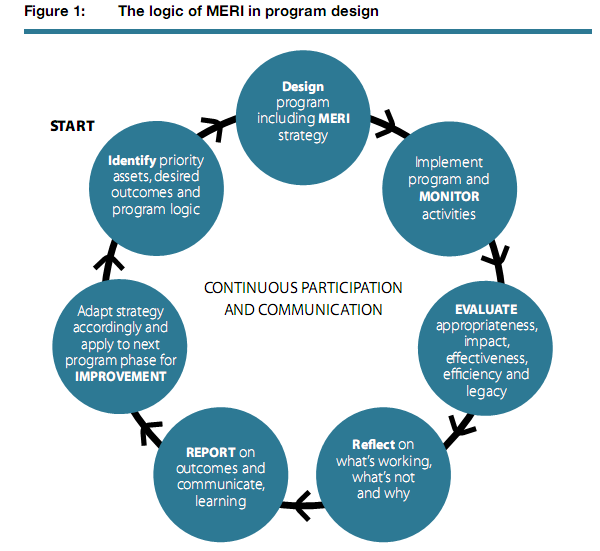 Figure 1: The logic of MERI in program design
START
Identify priority
assets, desired
outcomes and
program logic
Design
program
including MERI
strategy
Implement
program and
MONITOR
activities
EVALUATE
appropriateness,
impact,
effectiveness,
efficiency and
legacy
Reflect on
what's working,
what's not
and why
REPORT on
outcomes and
communicate,
learning
Adapt strategy
accordingly and
apply to next
program phase for
IMPROVEMENT
CONTINUOUS PARTICIPATION
AND COMMUNICATION